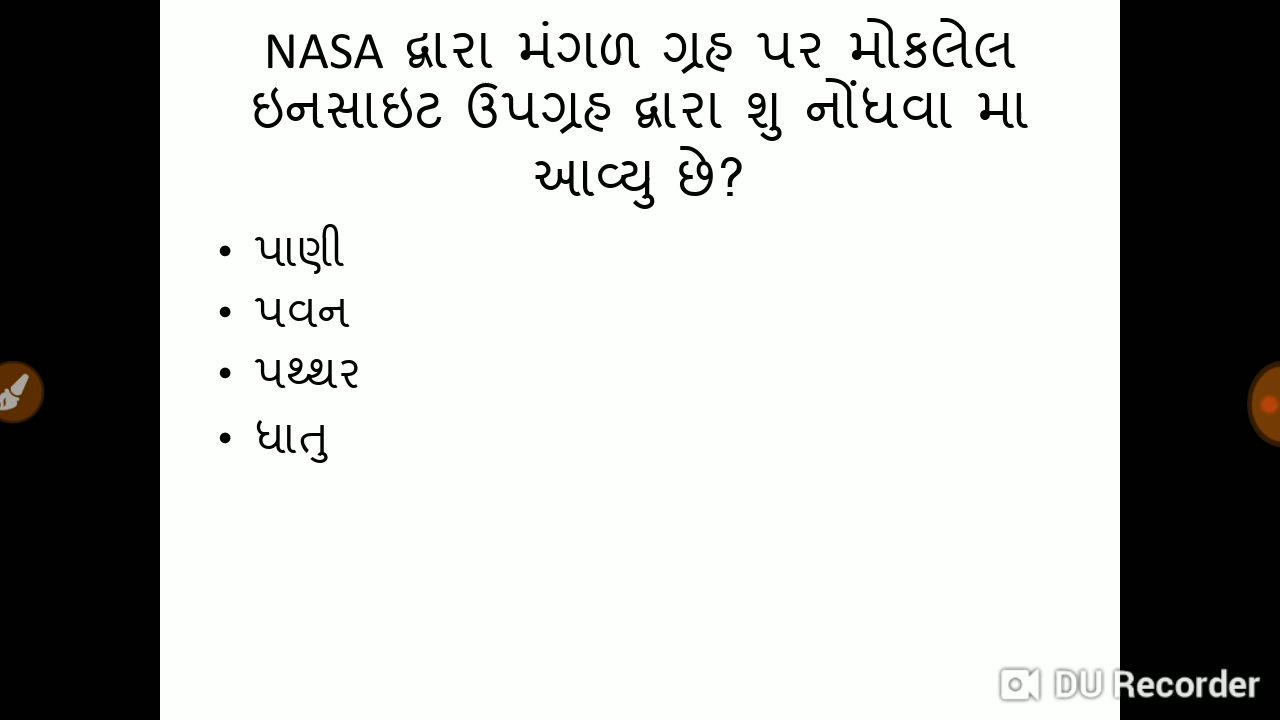 NASA દ્વારા મંગળ ગ્રહ પર મોકલેલ
ઇનસાઇટ ઉપગ્રહ દ્વારા શુ નોંધવા મા
આવ્યુ છે?
• પાણી
• પવન
• પથ્થર
• ધાતુ
DU Recorder